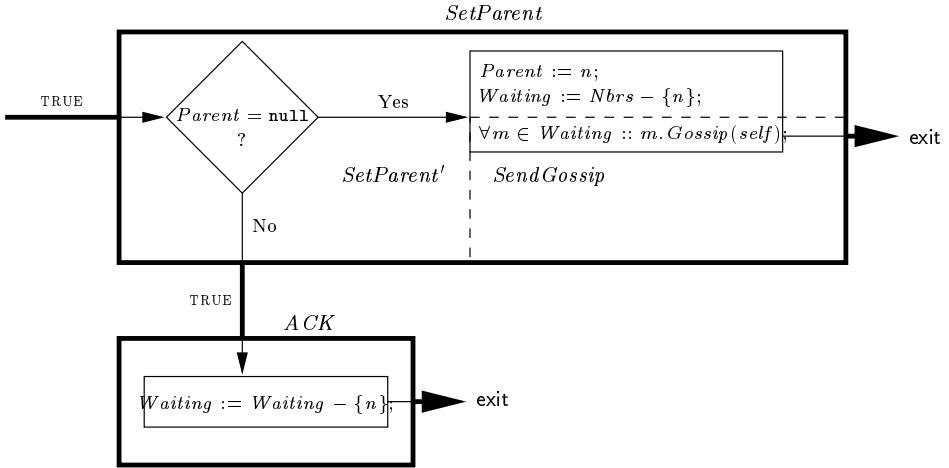 SetParent
TRUE
Parent = null
?
Yes
Parent := n;
Waiting := Nbrs − {n};
∀m ∈ Waiting :: m.Gossip(self);
exit
SetParent′
SendGossip
No
TRUE
ACK
Waiting := Waiting − {n};
exit